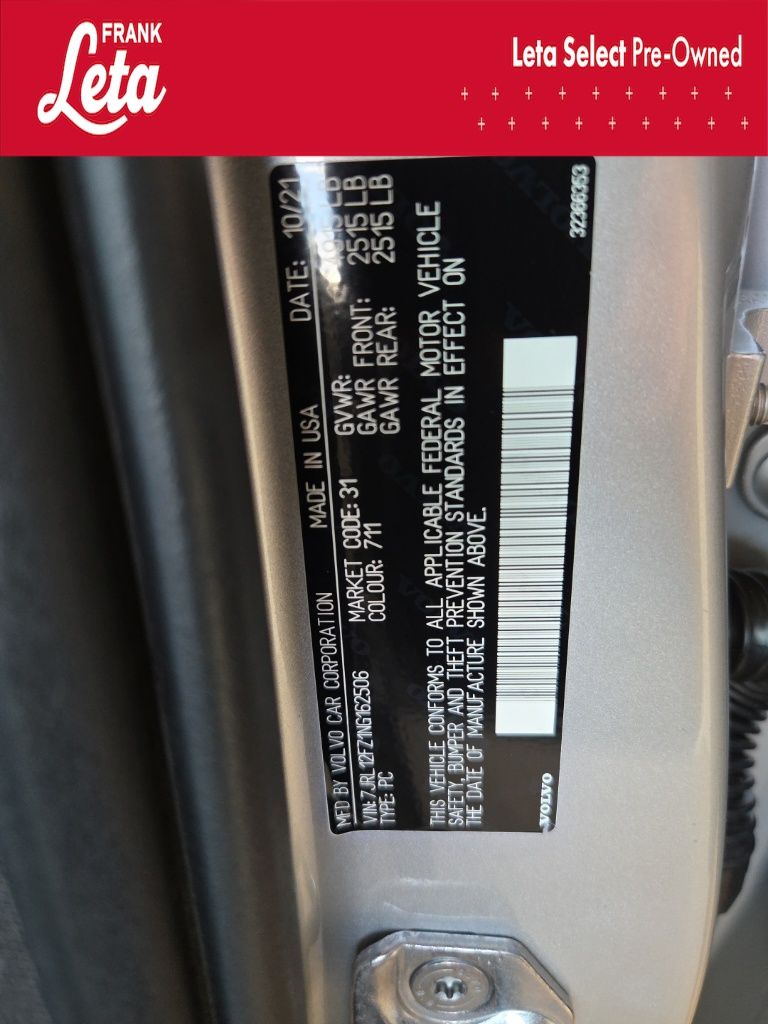 FRANK
Leta
Leta Select Pre-Owned
MFD BY VOLVO CAR CORPORATION MADE IN USA DATE: 10/21
VIN: 7JRL12FZ1NG162506 MARKET CODE: 31 GVWR: LB
TYPE: PC COLOUR: 711 GAWR FRONT: 2515 LB
GAWR REAR: 2515 LB
THIS VEHICLE CONFORMS TO ALL APPLICABLE FEDERAL MOTOR VEHICLE
SAFETY, BUMPER AND THEFT PREVENTION STANDARDS IN EFFECT ON
THE DATE OF MANUFACTURE SHOWN ABOVE.
VOLVO
32366353